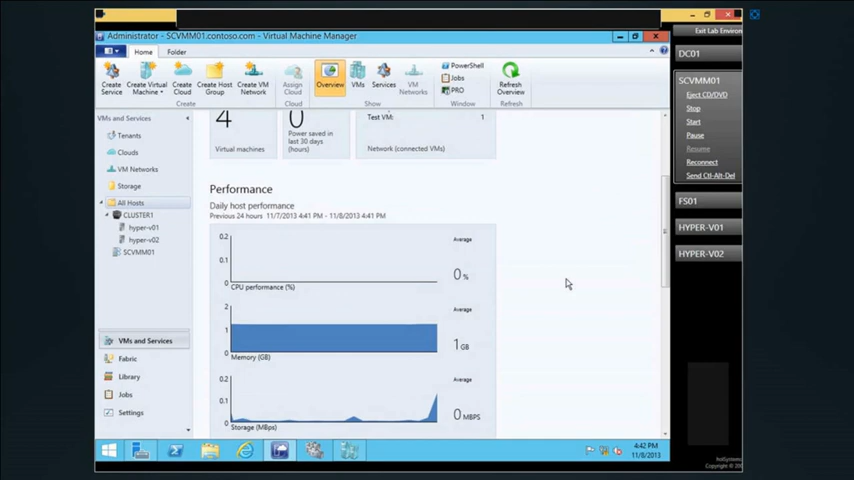 Administrator - SCVMM01.contoso.com - Virtual Machine Manager
Exit Lab Environ
Home
Folder
Create Service
Create Virtual Machine
Create Cloud
Create Host Group
Create VM Network
Create
Assign Cloud
Cloud
Overview
VMs
Services
VM Networks
Show
PowerShell
Jobs
PRO
Window
Refresh Overview
Refresh
VMs and Services
Tenants
Clouds
VM Networks
Storage
All Hosts
CLUSTER1
hyper-v01
hyper-v02
SCVMM01
VMs and Services
Fabric
Library
Jobs
Settings
4
Virtual machines
0
Power saved in
last 30 days
(hours)
Test VM:
1
Network (connected VMs)
Performance
Daily host performance
Previous 24 hours 11/7/2013 4:41 PM - 11/8/2013 4:41 PM
0.2
0.1
0
CPU performance (%)
Average
0 %
2
1
0
Memory (GB)
Average
1 GB
0.2
0.1
0
Storage (MBps)
Average
0 MBPS
DC01
SCVMM01
Eject CD/DVD
Stop
Start
Pause
Resume
Reconnect
Send Ctl-Alt-Del
FS01
HYPER-V01
HYPER-V02
4:42 PM
11/8/2013
hotSystems
Copyright © 20